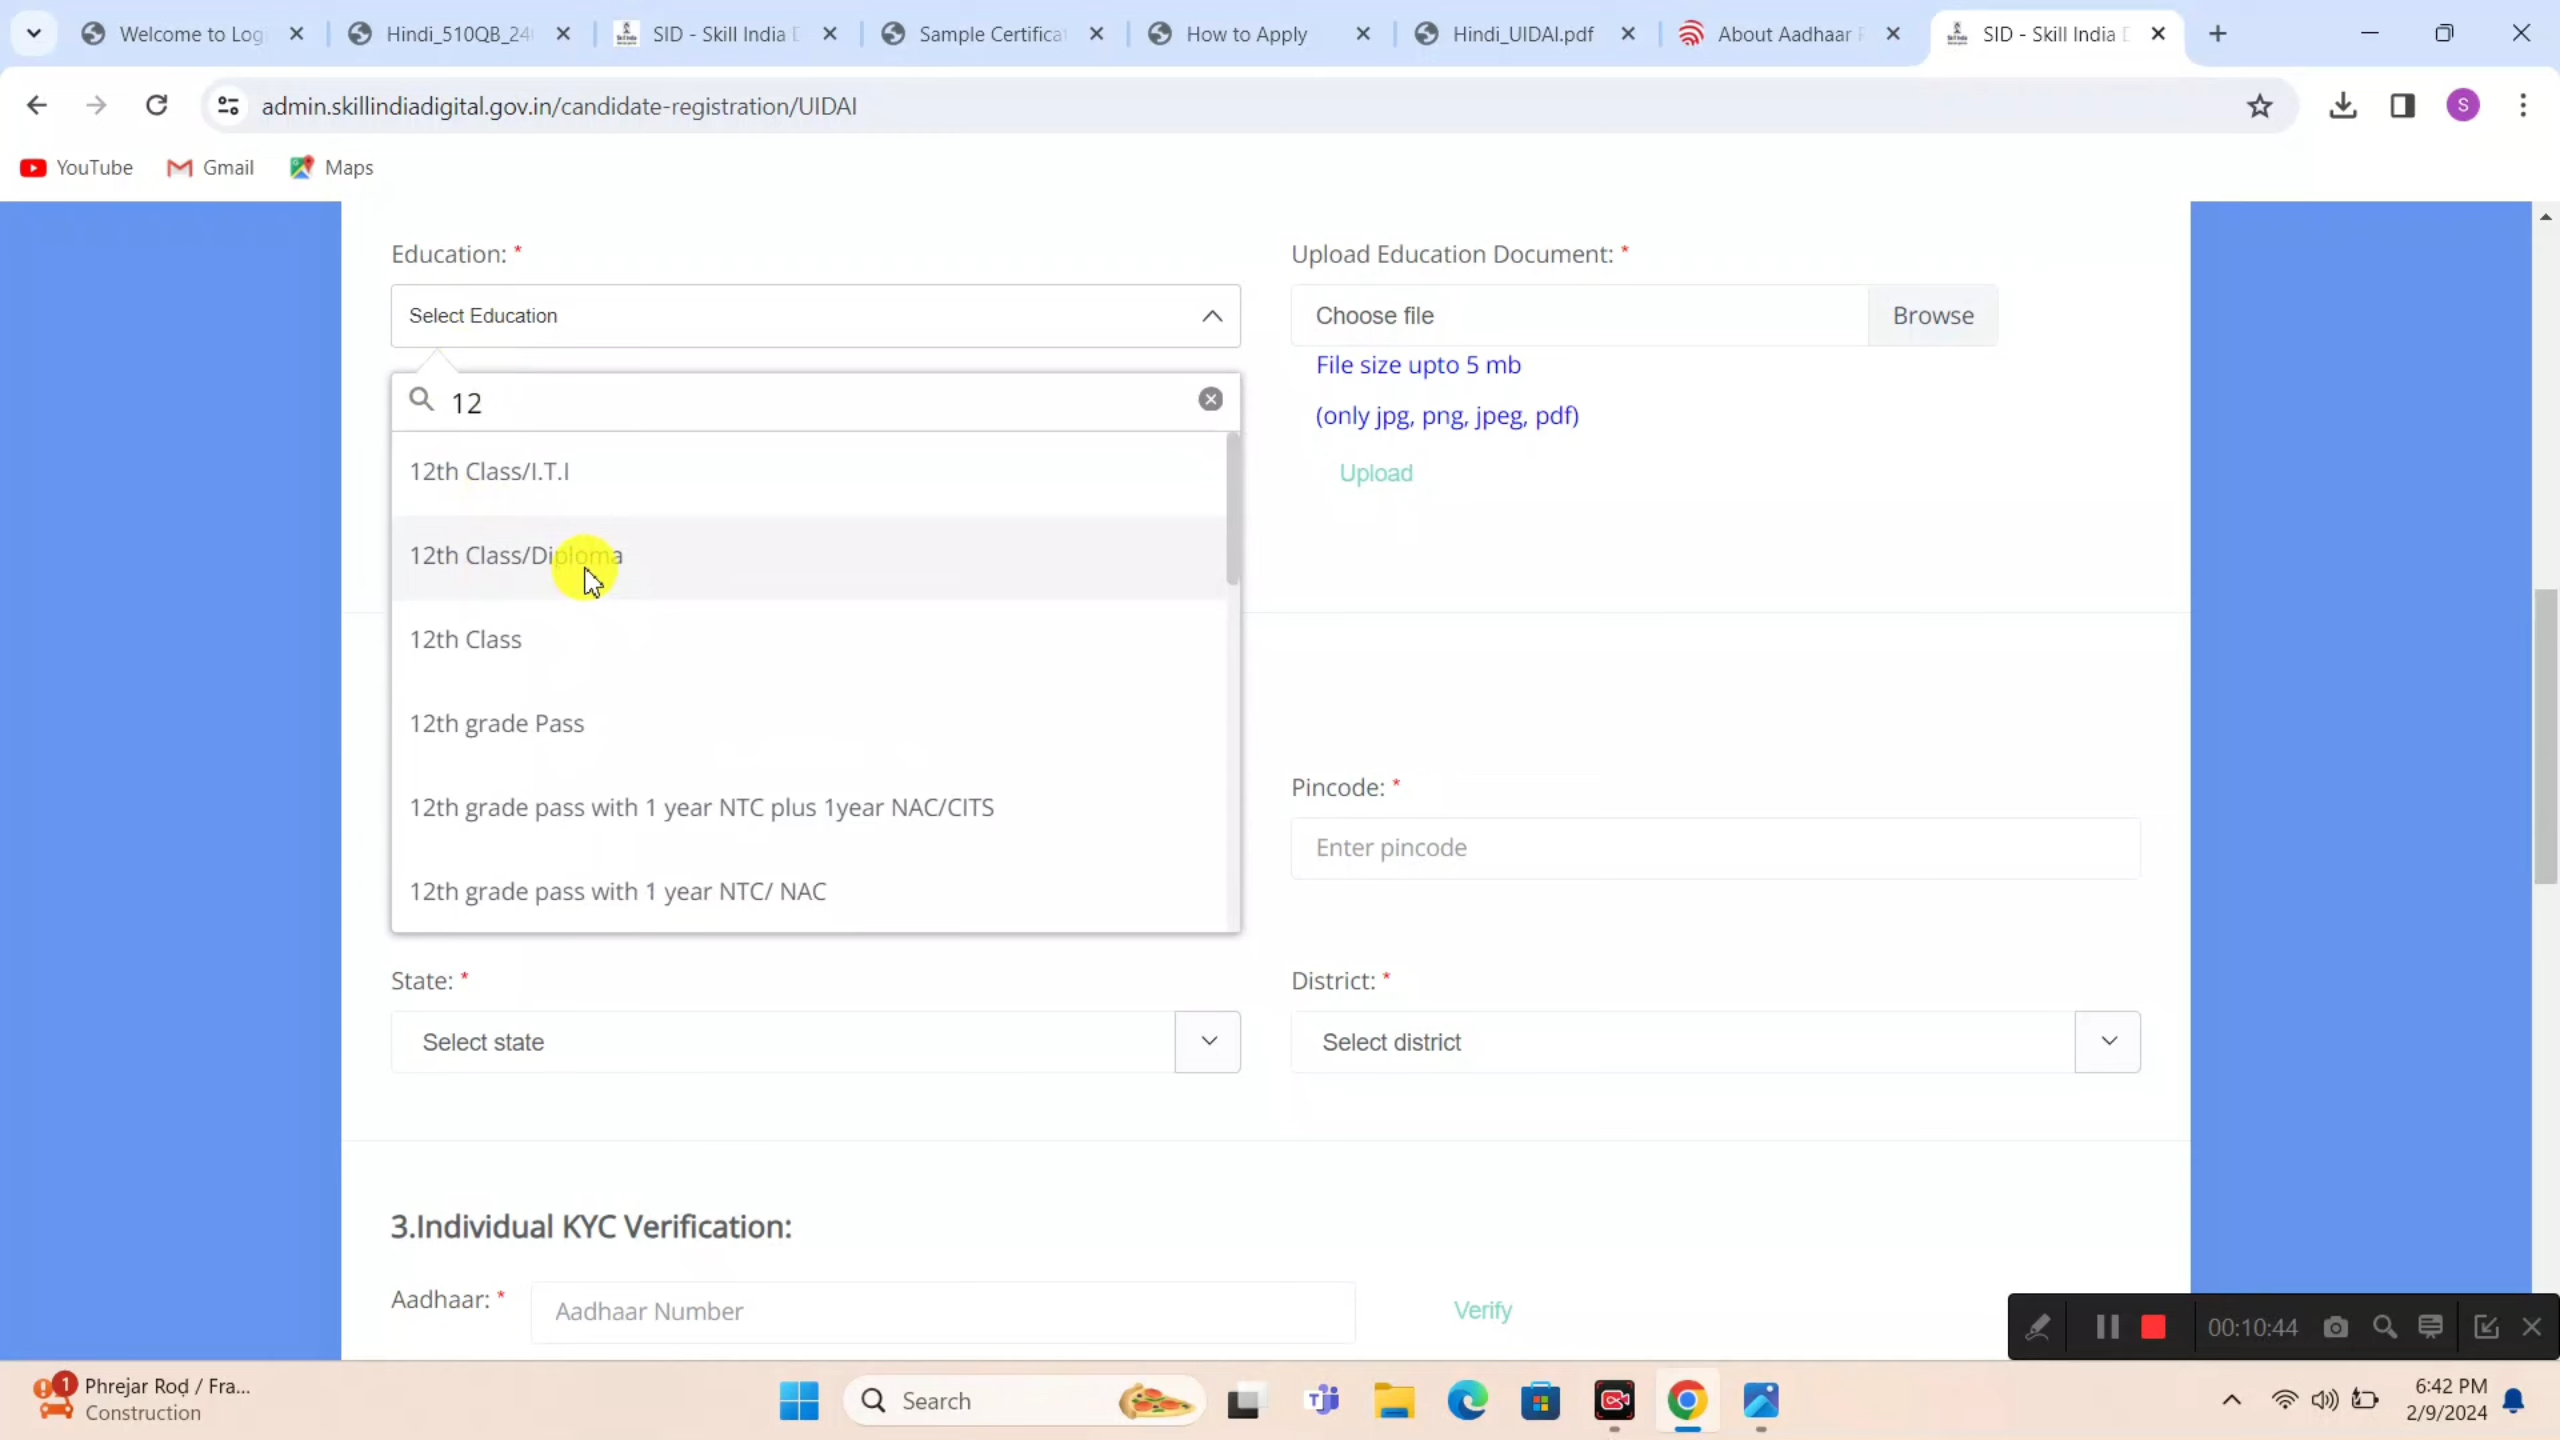 Welcome to Logi
Hindi_510QB_24
SID - Skill India D
Sample Certificat
How to Apply
Hindi_UIDAI.pdf
About Aadhaar P
SID - Skill India D
admin.skillindiadigital.gov.in/candidate-registration/UIDAI
S
YouTube
Gmail
Maps
Education: *
Upload Education Document: *
Select Education
Choose file
Browse
File size upto 5 mb
(only jpg, png, jpeg, pdf)
Upload
12
12th Class/I.T.I
12th Class/Diploma
12th Class
12th grade Pass
12th grade pass with 1 year NTC plus 1year NAC/CITS
12th grade pass with 1 year NTC/ NAC
Pincode: *
Enter pincode
State: *
District: *
Select state
Select district
3.Individual KYC Verification:
Aadhaar: *
Aadhaar Number
Verify
00:10:44
1
Phrejar Roḍ / Fra...
Construction
Search
6:42 PM
2/9/2024